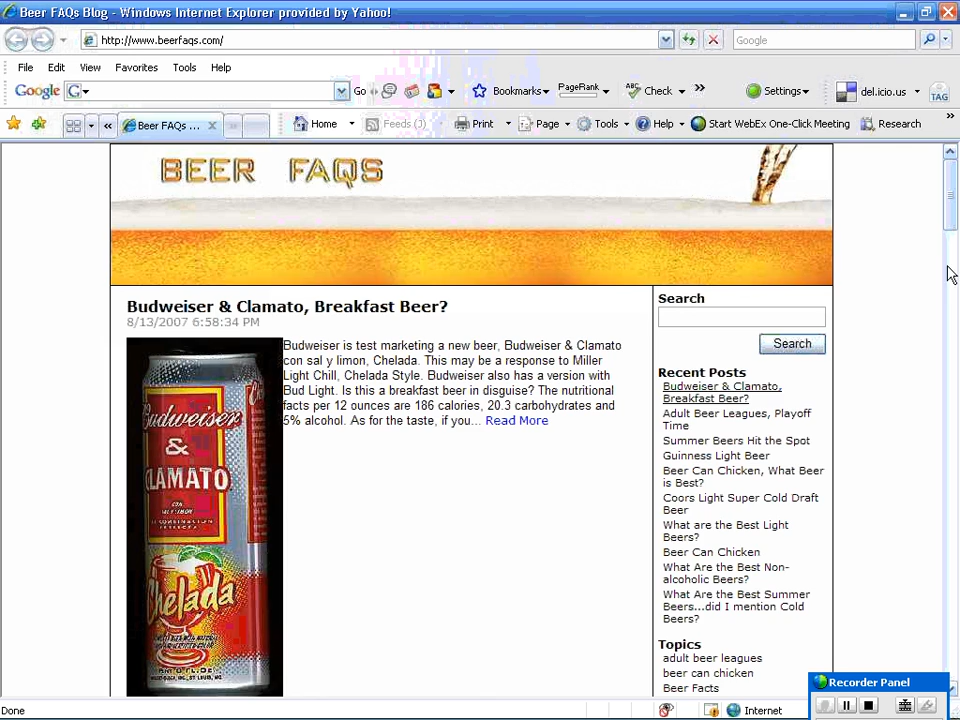 Beer FAQs Blog - Windows Internet Explorer provided by Yahoo!
http://www.beerfaqs.com/
Google
File Edit View Favorites Tools Help
Google G Go Bookmarks PageRank ABC Check » Settings del.icio.us TAG
Beer FAQs ... Home Feeds (J) Print Page Tools Help Start WebEx One-Click Meeting Research »
BEER FAQS
Budweiser & Clamato, Breakfast Beer?
8/13/2007 6:58:34 PM
Budweiser is test marketing a new beer, Budweiser & Clamato
con sal y limon, Chelada. This may be a response to Miller
Light Chill, Chelada Style. Budweiser also has a version with
Bud Light. Is this a breakfast beer in disguise? The nutritional
facts per 12 ounces are 186 calories, 20.3 carbohydrates and
5% alcohol. As for the taste, if you... Read More
Budweiser
&
CLAMATO
Chelada
Search
Search
Recent Posts
Budweiser & Clamato,
Breakfast Beer?
Adult Beer Leagues, Playoff
Time
Summer Beers Hit the Spot
Guinness Light Beer
Beer Can Chicken, What Beer
is Best?
Coors Light Super Cold Draft
Beer
What are the Best Light
Beers?
Beer Can Chicken
What Are the Best Non-
alcoholic Beers?
What Are the Best Summer
Beers...did I mention Cold
Beers?
Topics
adult beer leagues
beer can chicken
Beer Facts
Recorder Panel
Done
Internet